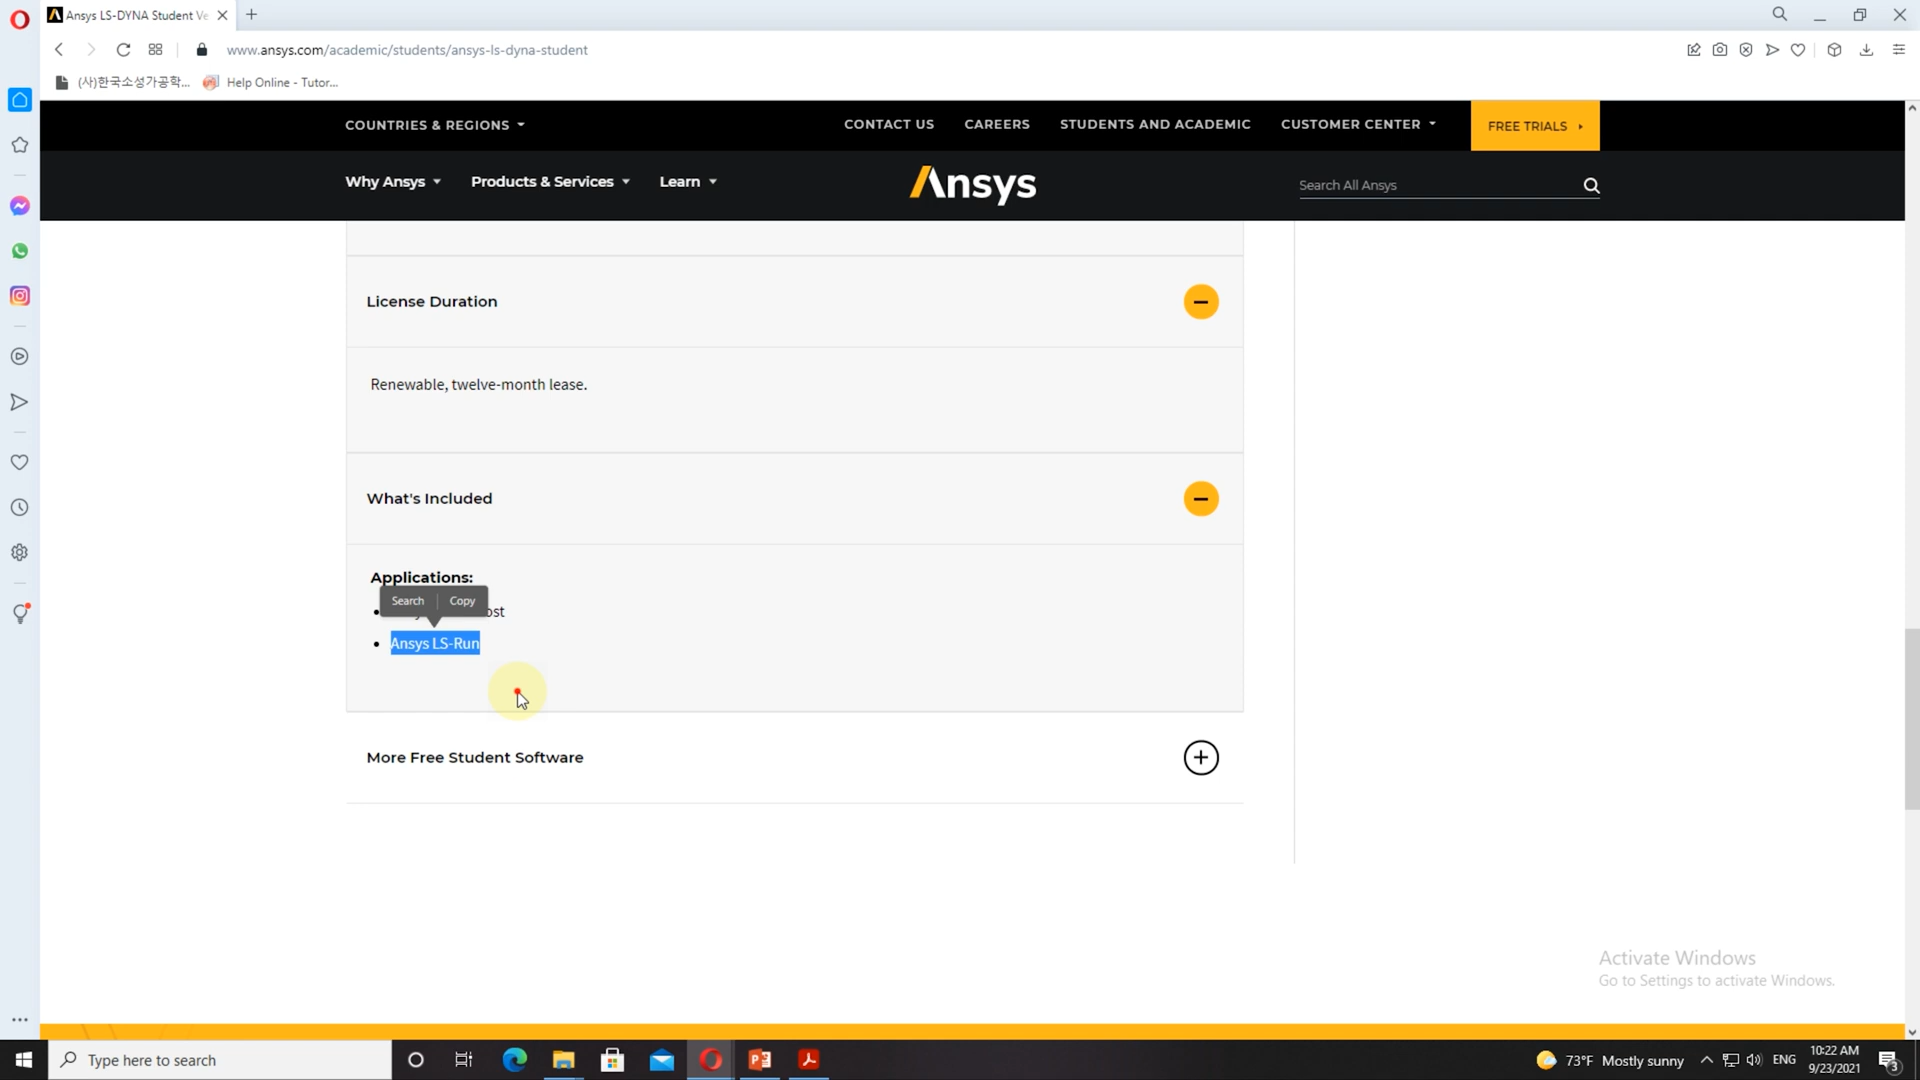 Ansys LS-DYNA Student Ve
www.ansys.com/academic/students/ansys-ls-dyna-student
(사)한국소성가공학...
Help Online - Tutor...
COUNTRIES & REGIONS
CONTACT US
CAREERS
STUDENTS AND ACADEMIC
CUSTOMER CENTER
FREE TRIALS
Why Ansys
Products & Services
Learn
Ansys
Search All Ansys
License Duration
Renewable, twelve-month lease.
What's Included
Applications:
Search
Copy
ost
• Ansys LS-Run
More Free Student Software
Activate Windows
Go to Settings to activate Windows.
Type here to search
73°F Mostly sunny
ENG
10:22 AM
9/23/2021
3